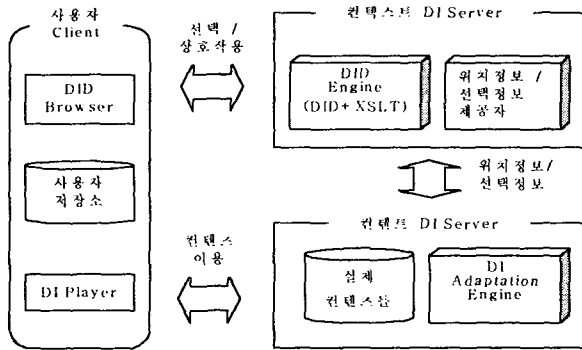 사용자
Client
DID
Browser
사용자
저장소
DI Player
선택 /
상호작용
컨텐스
이용
컨텍스트 DI Server
DID
Engine
(DID+ XSLT)
위치정보 /
선택정보
제공자
위치정보/
선택정보
컨텐트 DI Server
실제
컨텐스들
DI
Adaptation
Engine